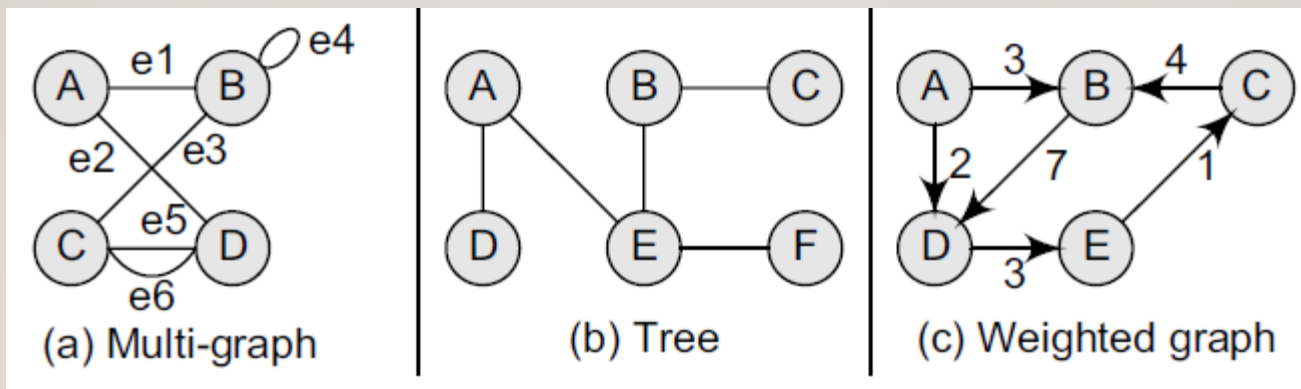 A e1 B e4
e2 e3
C e5 D
e6
(a) Multi-graph
A B C
D E F
(b) Tree
A 3 B 4 C
2 7 1
D 3 E
(c) Weighted graph